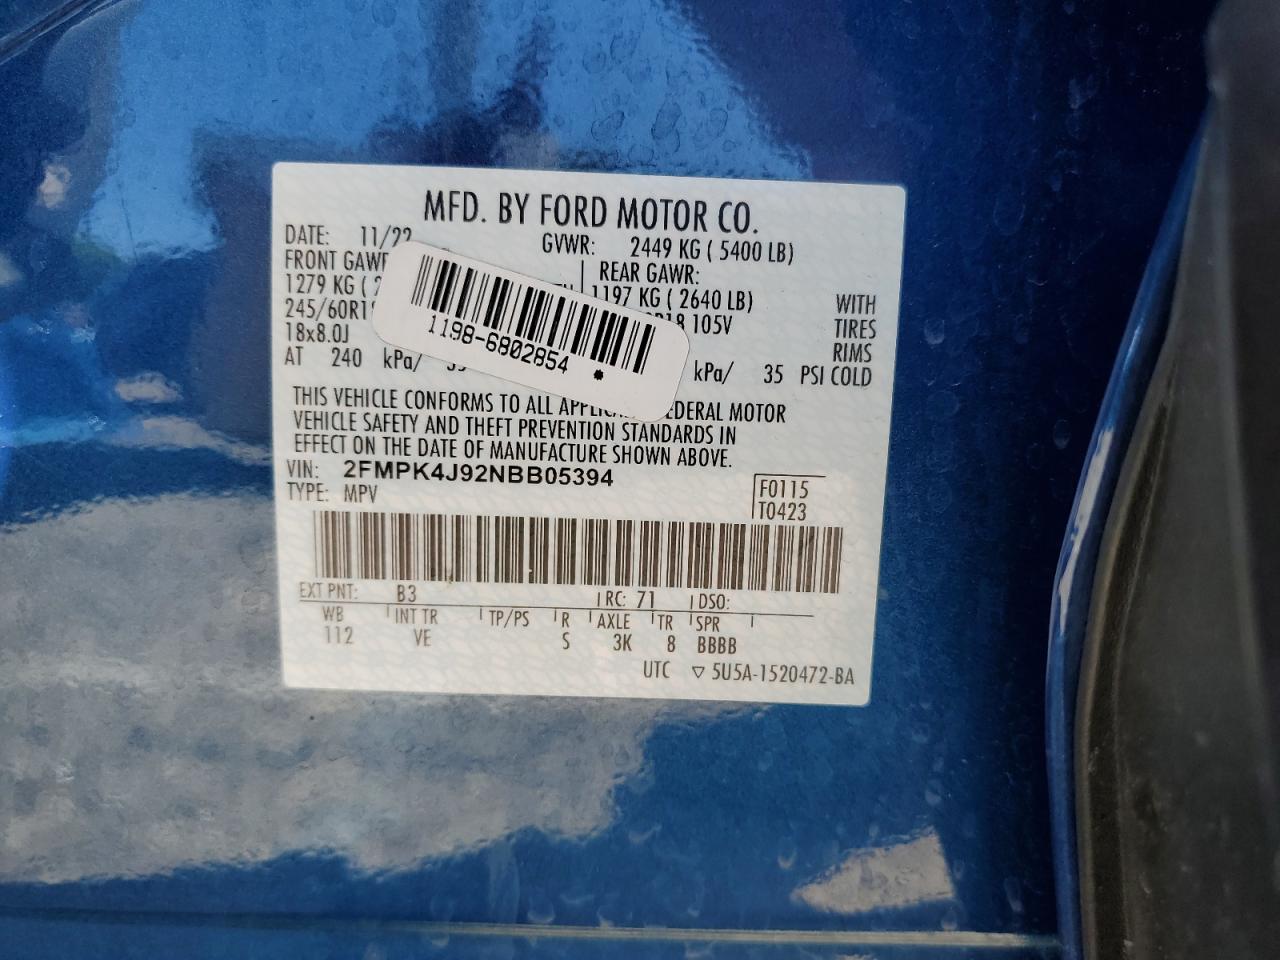 MFD. BY FORD MOTOR CO.
DATE: 11/22 GVWR: 2449 KG ( 5400 LB)
FRONT GAWR REAR GAWR:
1279 KG ( 1197 KG ( 2640 LB) WITH
245/60R18 105V TIRES
18x8.0J RIMS
AT 240 kPa/ kPa/ 35 PSI COLD
1198-6802854
THIS VEHICLE CONFORMS TO ALL FEDERAL MOTOR
VEHICLE SAFETY AND THEFT PREVENTION STANDARDS IN
EFFECT ON THE DATE OF MANUFACTURE SHOWN ABOVE.
VIN: 2FMPK4J92NBB05394
TYPE: MPV
F0115
T0423
EXT PNT: B3 RC: 71 DSO:
WB INT TR TP/PS R AXLE TR SPR
112 VE S 3K 8 BBBB
UTC ▽ 5U5A-1520472-BA